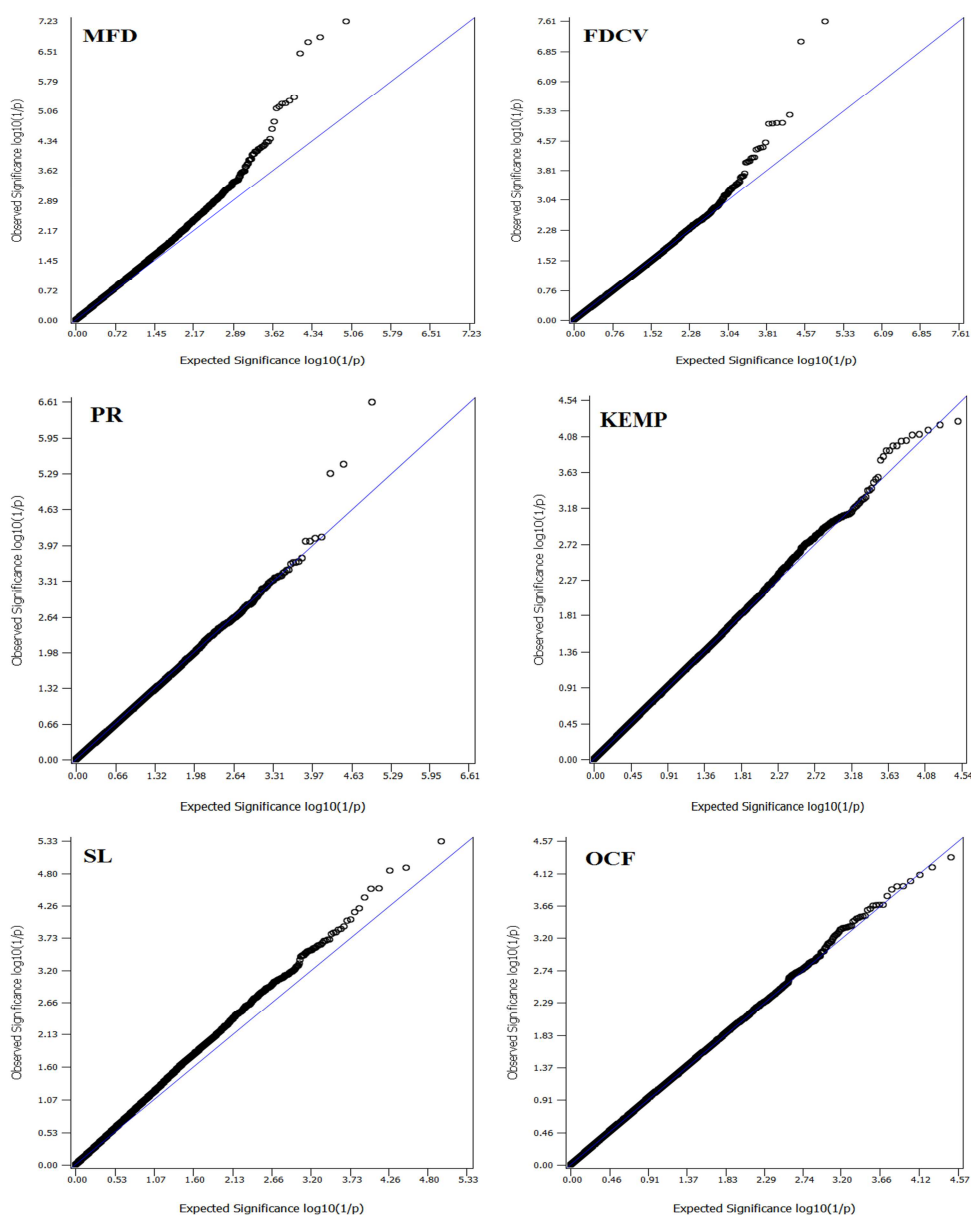 MFD
Observed Significance log10(1/p)
7.23
6.51
5.79
5.06
4.34
3.62
2.89
2.17
1.45
0.72
0.00
0.00 0.72 1.45 2.17 2.89 3.62 4.34 5.06 5.79 6.51 7.23
Expected Significance log10(1/p)
FDCV
Observed Significance log10(1/p)
7.61
6.85
6.09
5.33
4.57
3.81
3.04
2.28
1.52
0.76
0.00
0.00 0.76 1.52 2.28 3.04 3.81 4.57 5.33 6.09 6.85 7.61
Expected Significance log10(1/p)
PR
Observed Significance log10(1/p)
6.61
5.95
5.29
4.63
3.97
3.31
2.64
1.98
1.32
0.66
0.00
0.00 0.66 1.32 1.98 2.64 3.31 3.97 4.63 5.29 5.95 6.61
Expected Significance log10(1/p)
KEMP
Observed Significance log10(1/p)
4.54
4.08
3.63
3.18
2.72
2.27
1.81
1.36
0.91
0.45
0.00
0.00 0.45 0.91 1.36 1.81 2.27 2.72 3.18 3.63 4.08 4.54
Expected Significance log10(1/p)
SL
Observed Significance log10(1/p)
5.33
4.80
4.26
3.73
3.20
2.66
2.13
1.60
1.07
0.53
0.00
0.00 0.53 1.07 1.60 2.13 2.66 3.20 3.73 4.26 4.80 5.33
Expected Significance log10(1/p)
OCF
Observed Significance log10(1/p)
4.57
4.12
3.66
3.20
2.74
2.29
1.83
1.37
0.91
0.46
0.00
0.00 0.46 0.91 1.37 1.83 2.29 2.74 3.20 3.66 4.12 4.57
Expected Significance log10(1/p)